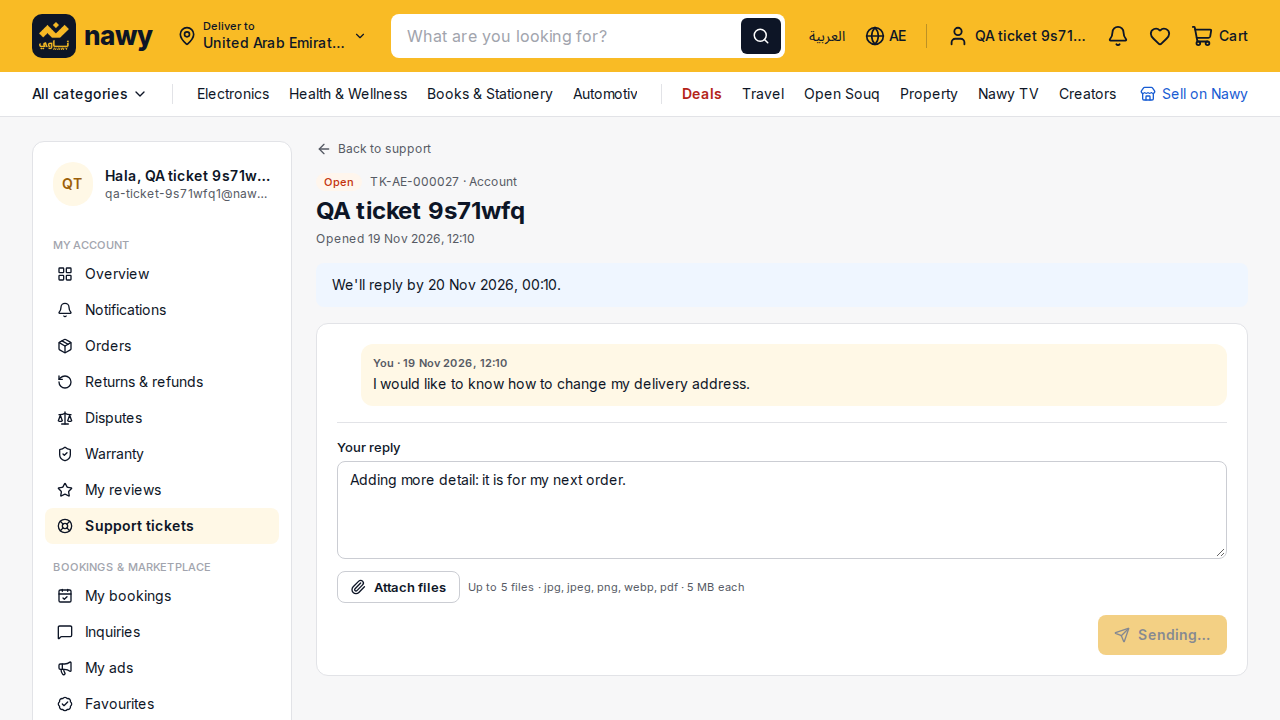 ناوي
NAWY
nawy
Deliver to
United Arab Emirat...
What are you looking for?
العربية
AE
QA ticket 9s71...
Cart
All categories
Electronics
Health & Wellness
Books & Stationery
Automotiv
Deals
Travel
Open Souq
Property
Nawy TV
Creators
Sell on Nawy
QT
Hala, QA ticket 9s71w...
qa-ticket-9s71wfq1@naw...
MY ACCOUNT
Overview
Notifications
Orders
Returns & refunds
Disputes
Warranty
My reviews
Support tickets
BOOKINGS & MARKETPLACE
My bookings
Inquiries
My ads
Favourites
Back to support
Open TK-AE-000027 · Account
QA ticket 9s71wfq
Opened 19 Nov 2026, 12:10
We'll reply by 20 Nov 2026, 00:10.
You · 19 Nov 2026, 12:10
I would like to know how to change my delivery address.
Your reply
Adding more detail: it is for my next order.
Attach files
Up to 5 files · jpg, jpeg, png, webp, pdf · 5 MB each
Sending...